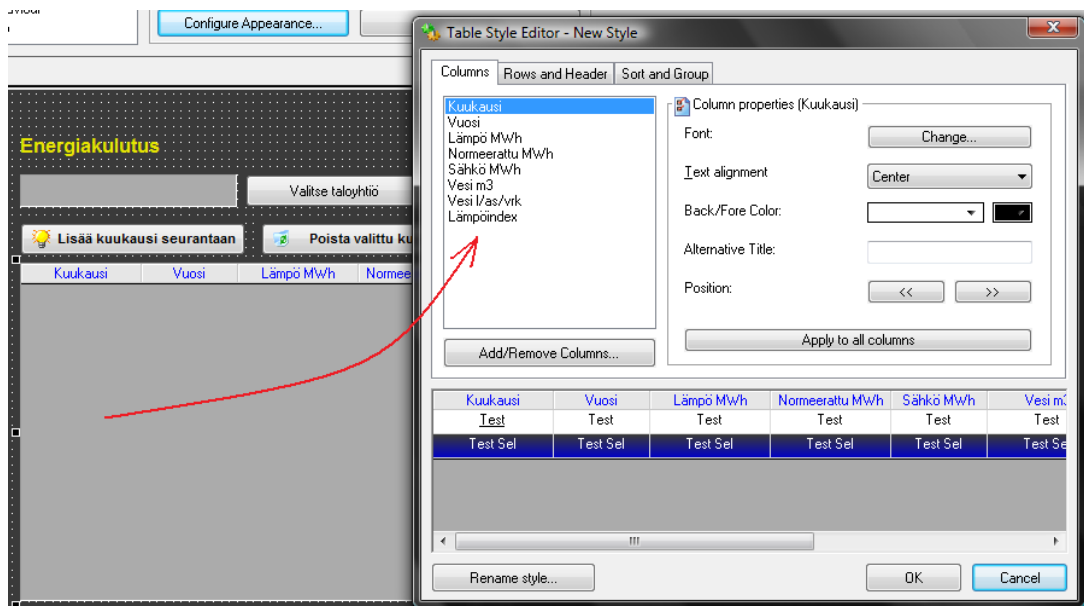 Configure Appearance...
Table Style Editor - New Style
Columns
Rows and Header
Sort and Group
Kuukausi
Vuosi
Lämpö MWh
Normeerattu MWh
Sähkö MWh
Vesi m3
Vesi l/as/vrk
Lämpöindex
Add/Remove Columns...
Column properties (Kuukausi)
Font:
Change...
Text alignment
Center
Back/Fore Color:
Alternative Title:
Position:
<< >>
Apply to all columns
Energiakulutus
Valitse taloyhtiö
Lisää kuukausi seurantaan
Poista valittu ku
Kuukausi Vuosi Lämpö MWh Normee
Kuukausi Vuosi Lämpö MWh Normeerattu MWh Sähkö MWh Vesi m3
Test Test Test Test Test Test
Test Sel Test Sel Test Sel Test Sel Test Sel Test Se
Rename style...
OK
Cancel